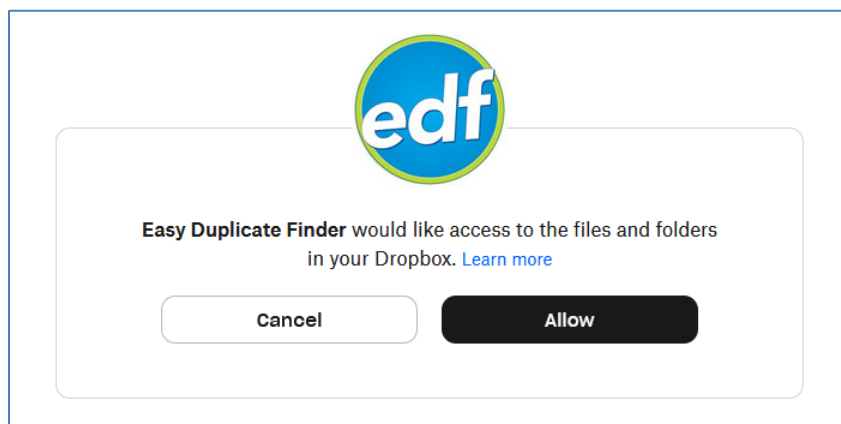 edf
Easy Duplicate Finder would like access to the files and folders
in your Dropbox. Learn more
Cancel
Allow